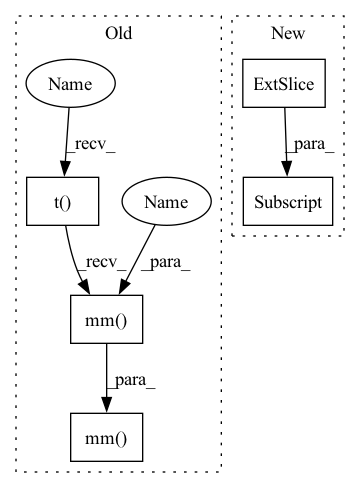 Old
New
Name
ExtSlice
_recv_
_para_
t()
Name
Subscript
_recv_
_para_
mm()
_para_
mm()